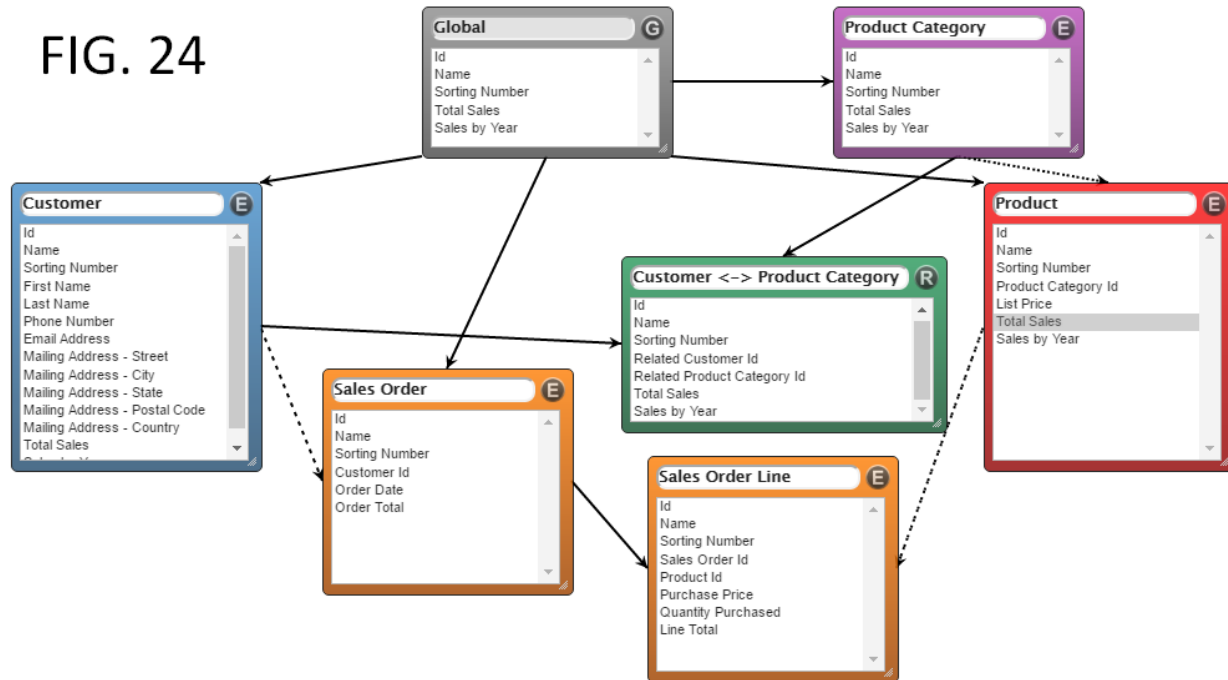 FIG. 24
Global
G
Id
Name
Sorting Number
Total Sales
Sales by Year
Product Category
E
Id
Name
Sorting Number
Total Sales
Sales by Year
Customer
E
Id
Name
Sorting Number
First Name
Last Name
Phone Number
Email Address
Mailing Address - Street
Mailing Address - City
Mailing Address - State
Mailing Address - Postal Code
Mailing Address - Country
Total Sales
Product
E
Id
Name
Sorting Number
Product Category Id
List Price
Total Sales
Sales by Year
Customer <-> Product Category
R
Id
Name
Sorting Number
Related Customer Id
Related Product Category Id
Total Sales
Sales by Year
Sales Order
E
Id
Name
Sorting Number
Customer Id
Order Date
Order Total
Sales Order Line
E
Id
Name
Sorting Number
Sales Order Id
Product Id
Purchase Price
Quantity Purchased
Line Total